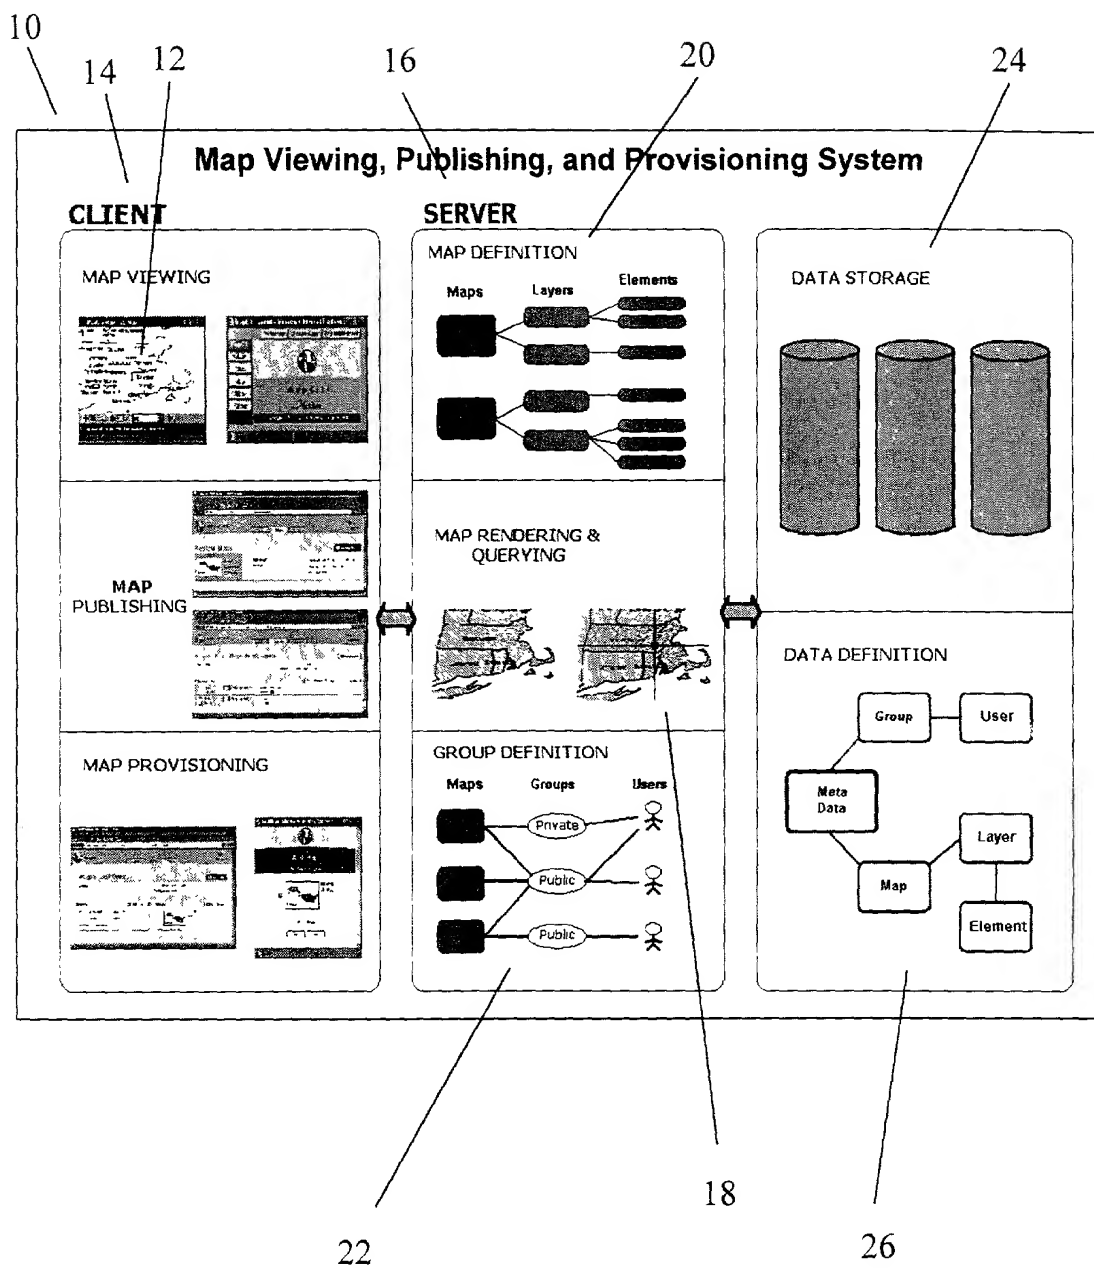 10
14
12
16
20
24
Map Viewing, Publishing, and Provisioning System
CLIENT
SERVER
MAP VIEWING
MAP DEFINITION
Maps
Layers
Elements
DATA STORAGE
MAP
PUBLISHING
MAP RENDERING &
QUERYING
DATA DEFINITION
Group
User
Meta
Data
Layer
Map
Element
MAP PROVISIONING
GROUP DEFINITION
Maps
Groups
Users
Private
Public
Public
18
22
26